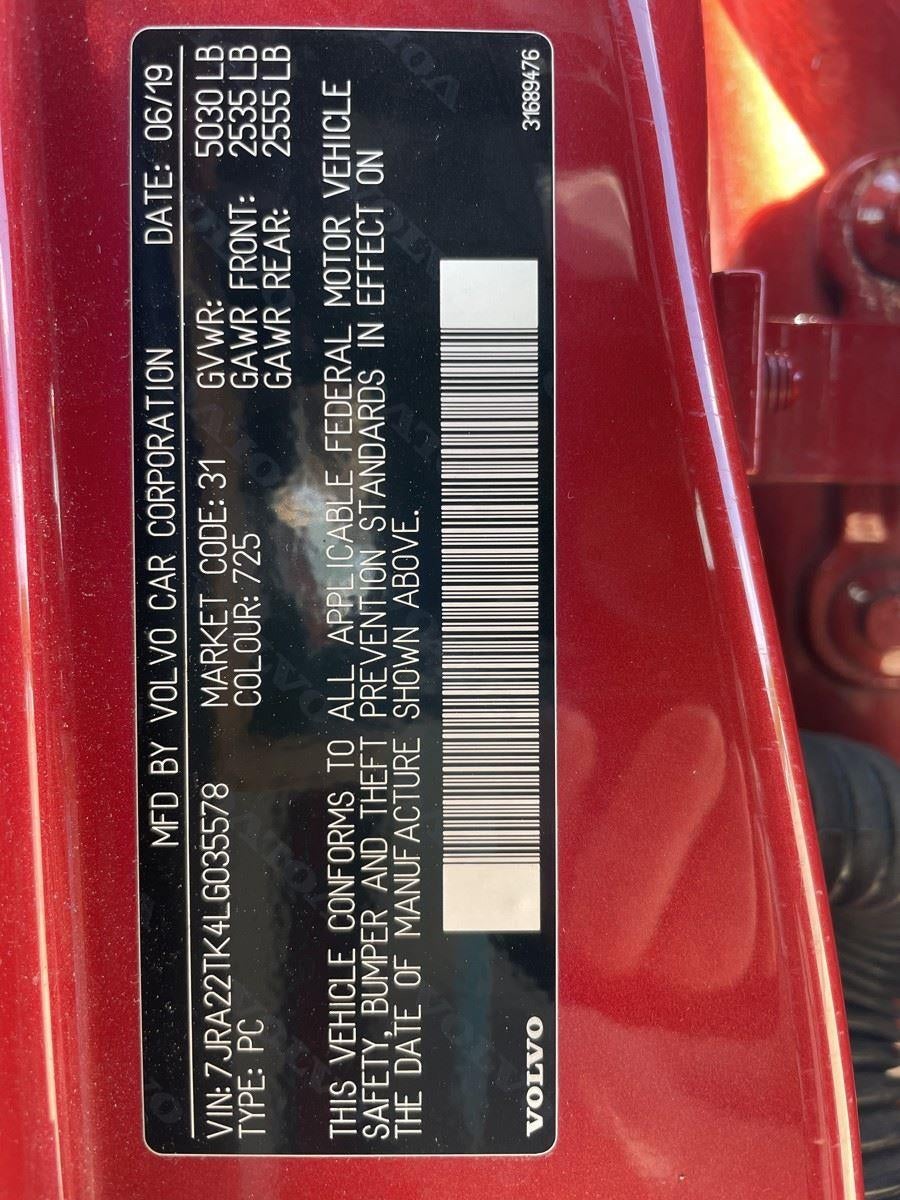 MFD BY VOLVO CAR CORPORATION DATE: 06/19
VIN: 7JRA22TK4LG035578 MARKET CODE: 31 GVWR: 5030 LB
TYPE: PC COLOUR: 725 GAWR FRONT: 2535 LB
GAWR REAR: 2555 LB
THIS VEHICLE CONFORMS TO ALL APPLICABLE FEDERAL MOTOR VEHICLE
SAFETY, BUMPER AND THEFT PREVENTION STANDARDS IN EFFECT ON
THE DATE OF MANUFACTURE SHOWN ABOVE.
VOLVO 31689476